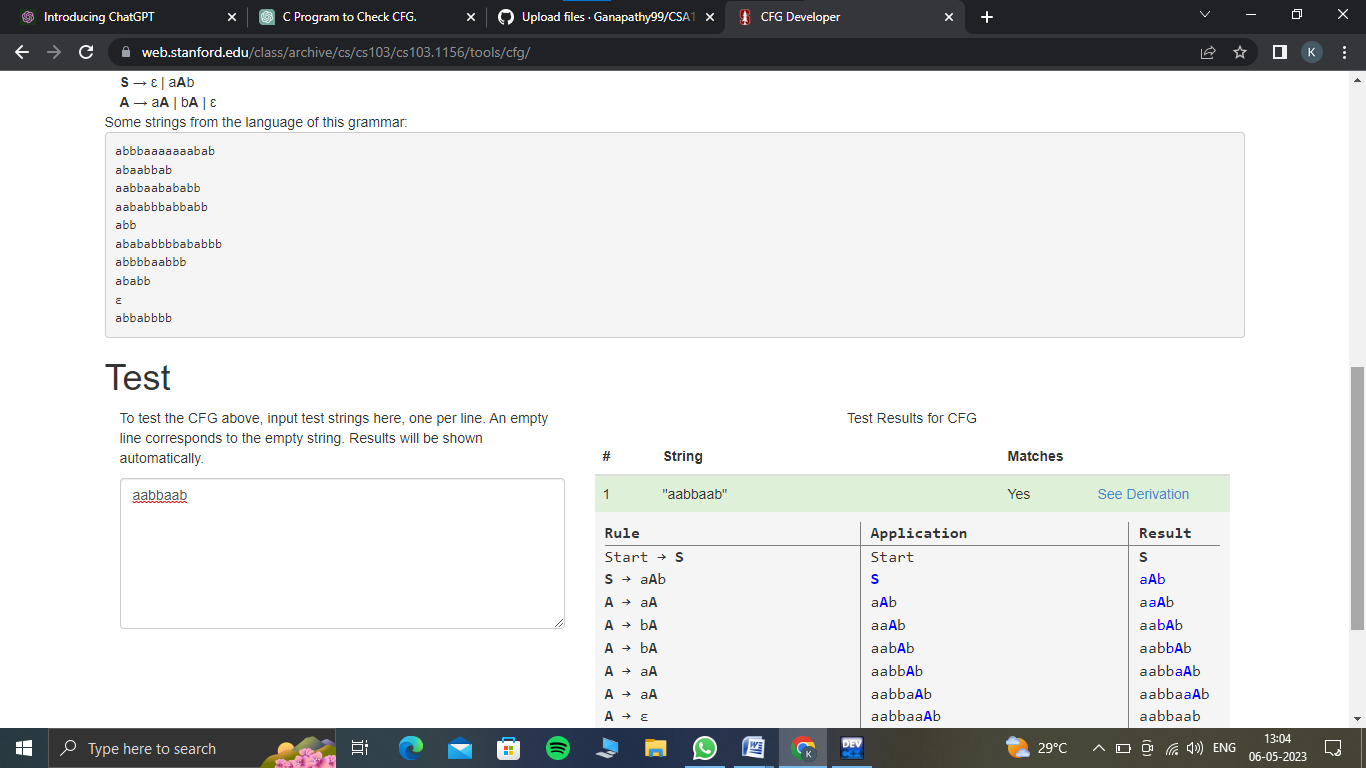 Introducing ChatGPT
C Program to Check CFG.
Upload files · Ganapathy99/CSA1
CFG Developer
web.stanford.edu/class/archive/cs/cs103/cs103.1156/tools/cfg/
K
S → ε | aAb
A → aA | bA | ε
Some strings from the language of this grammar:
abbbaaaaaaabab
abaabbab
aabbaabababb
aababbbabbabb
abb
abababbbbababbb
abbbbaabbb
ababb
ε
abbabbbb
Test
To test the CFG above, input test strings here, one per line. An empty
line corresponds to the empty string. Results will be shown
automatically.
aabbaab
Test Results for CFG
# String Matches
1 "aabbaab" Yes See Derivation
Rule Application Result
Start → S Start S
S → aAb S aAb
A → aA aAb aaAb
A → bA aaAb aabAb
A → bA aabAb aabbAb
A → aA aabbAb aabbaAb
A → aA aabbaAb aabbaaAb
A → ε aabbaaAb aabbaab
Type here to search
K
DEV
29°C
ENG
13:04
06-05-2023